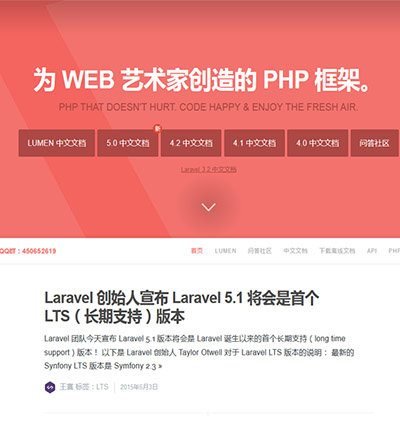 为 WEB 艺术家创造的 PHP 框架。
PHP THAT DOESN'T HURT. CODE HAPPY & ENJOY THE FRESH AIR.
新
LUMEN 中文文档 5.0 中文文档 4.2 中文文档 4.1 中文文档 4.0 中文文档 问答社区
Laravel 3.2 中文文档
QQ群：450652619 首页 LUMEN 问答社区 中文文档 下载离线文档 API PHP
Laravel 创始人宣布 Laravel 5.1 将会是首个
LTS（长期支持）版本
Laravel 团队今天宣布 Laravel 5.1 版本将会是 Laravel 诞生以来的首个长期支持（long time
support）版本！ 以下是 Laravel 创始人 Taylor Otwell 对于 Laravel LTS 版本的说明： 最新的
Synfony LTS 版本是 Symfony 2.3 »
王赛 标签：LTS 2015年5月3日